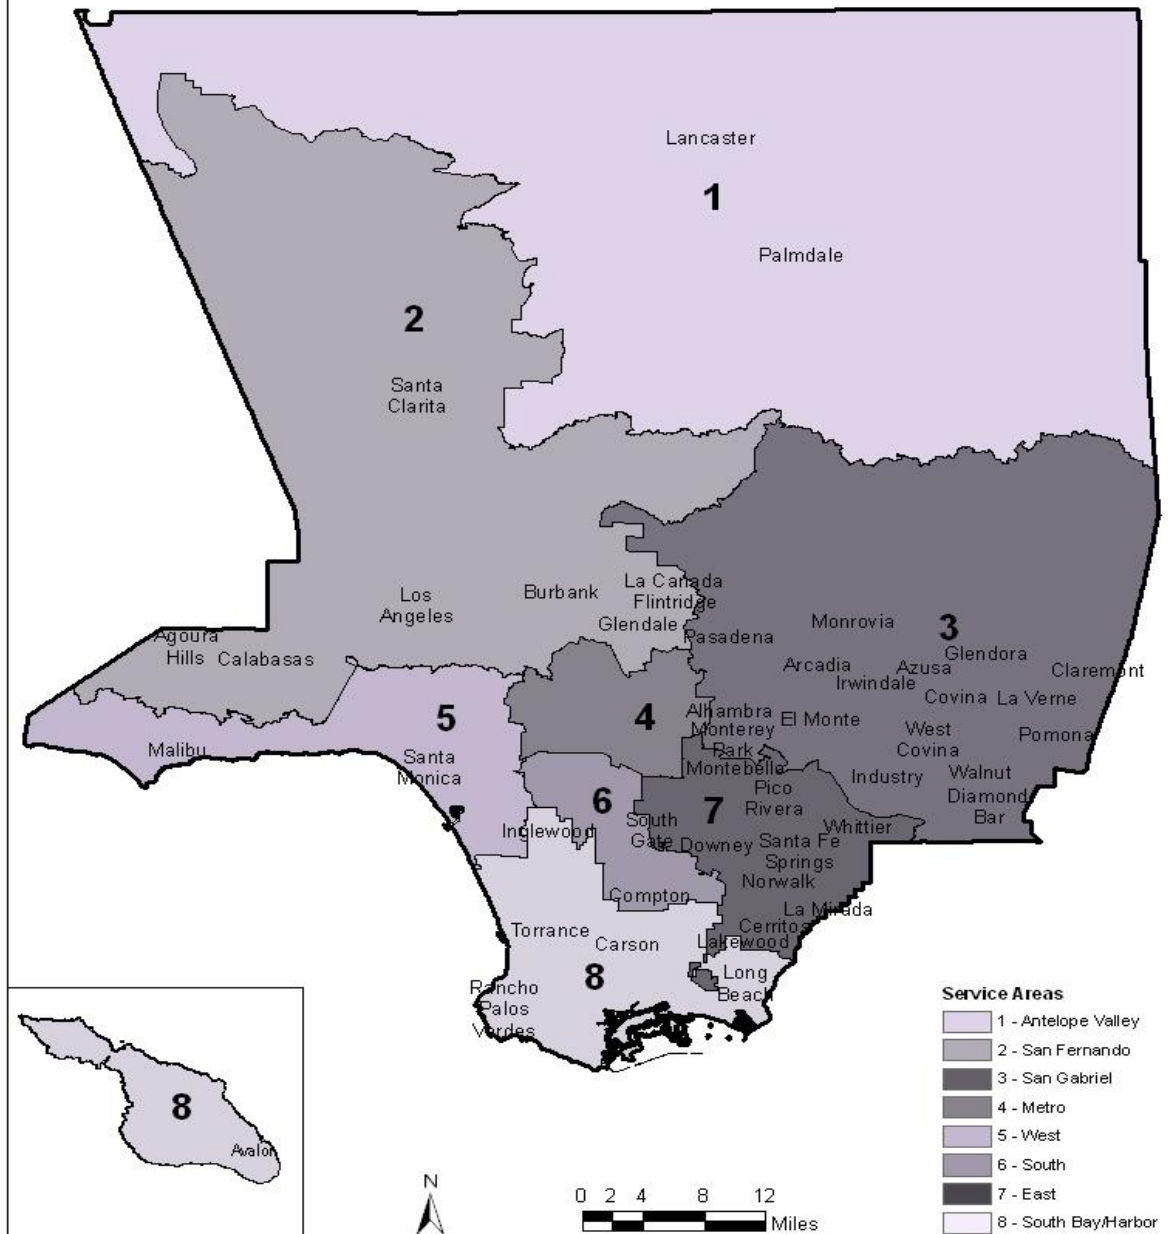 Lancaster
1
Palmdale
2
Santa
Clarita
Los
Angeles
Burbank
La Canada
Flintridge
Glendale
Pasadena
Monrovia
3
Glendora
Arcadia
Azusa
Claremont
Irwindale
Covina
La Verne
Agoura
Hills
Calabasas
5
4
Alhambra
Monterey
Park
El Monte
West
Covina
Pomona
Malibu
Santa
Monica
Montebello
Industry
Walnut
Diamond
Bar
6
7
Pico
Rivera
Inglewood
South
Gate
Whittier
Downey
Santa Fe
Springs
Norwalk
Compton
La Mirada
Cerritos
Torrance
Carson
Lakewood
8
Long
Beach
Rancho
Palos
Verdes
8
Avalon
N
0 2 4 8 12
Miles
Service Areas
1 - Antelope Valley
2 - San Fernando
3 - San Gabriel
4 - Metro
5 - West
6 - South
7 - East
8 - South Bay/Harbor